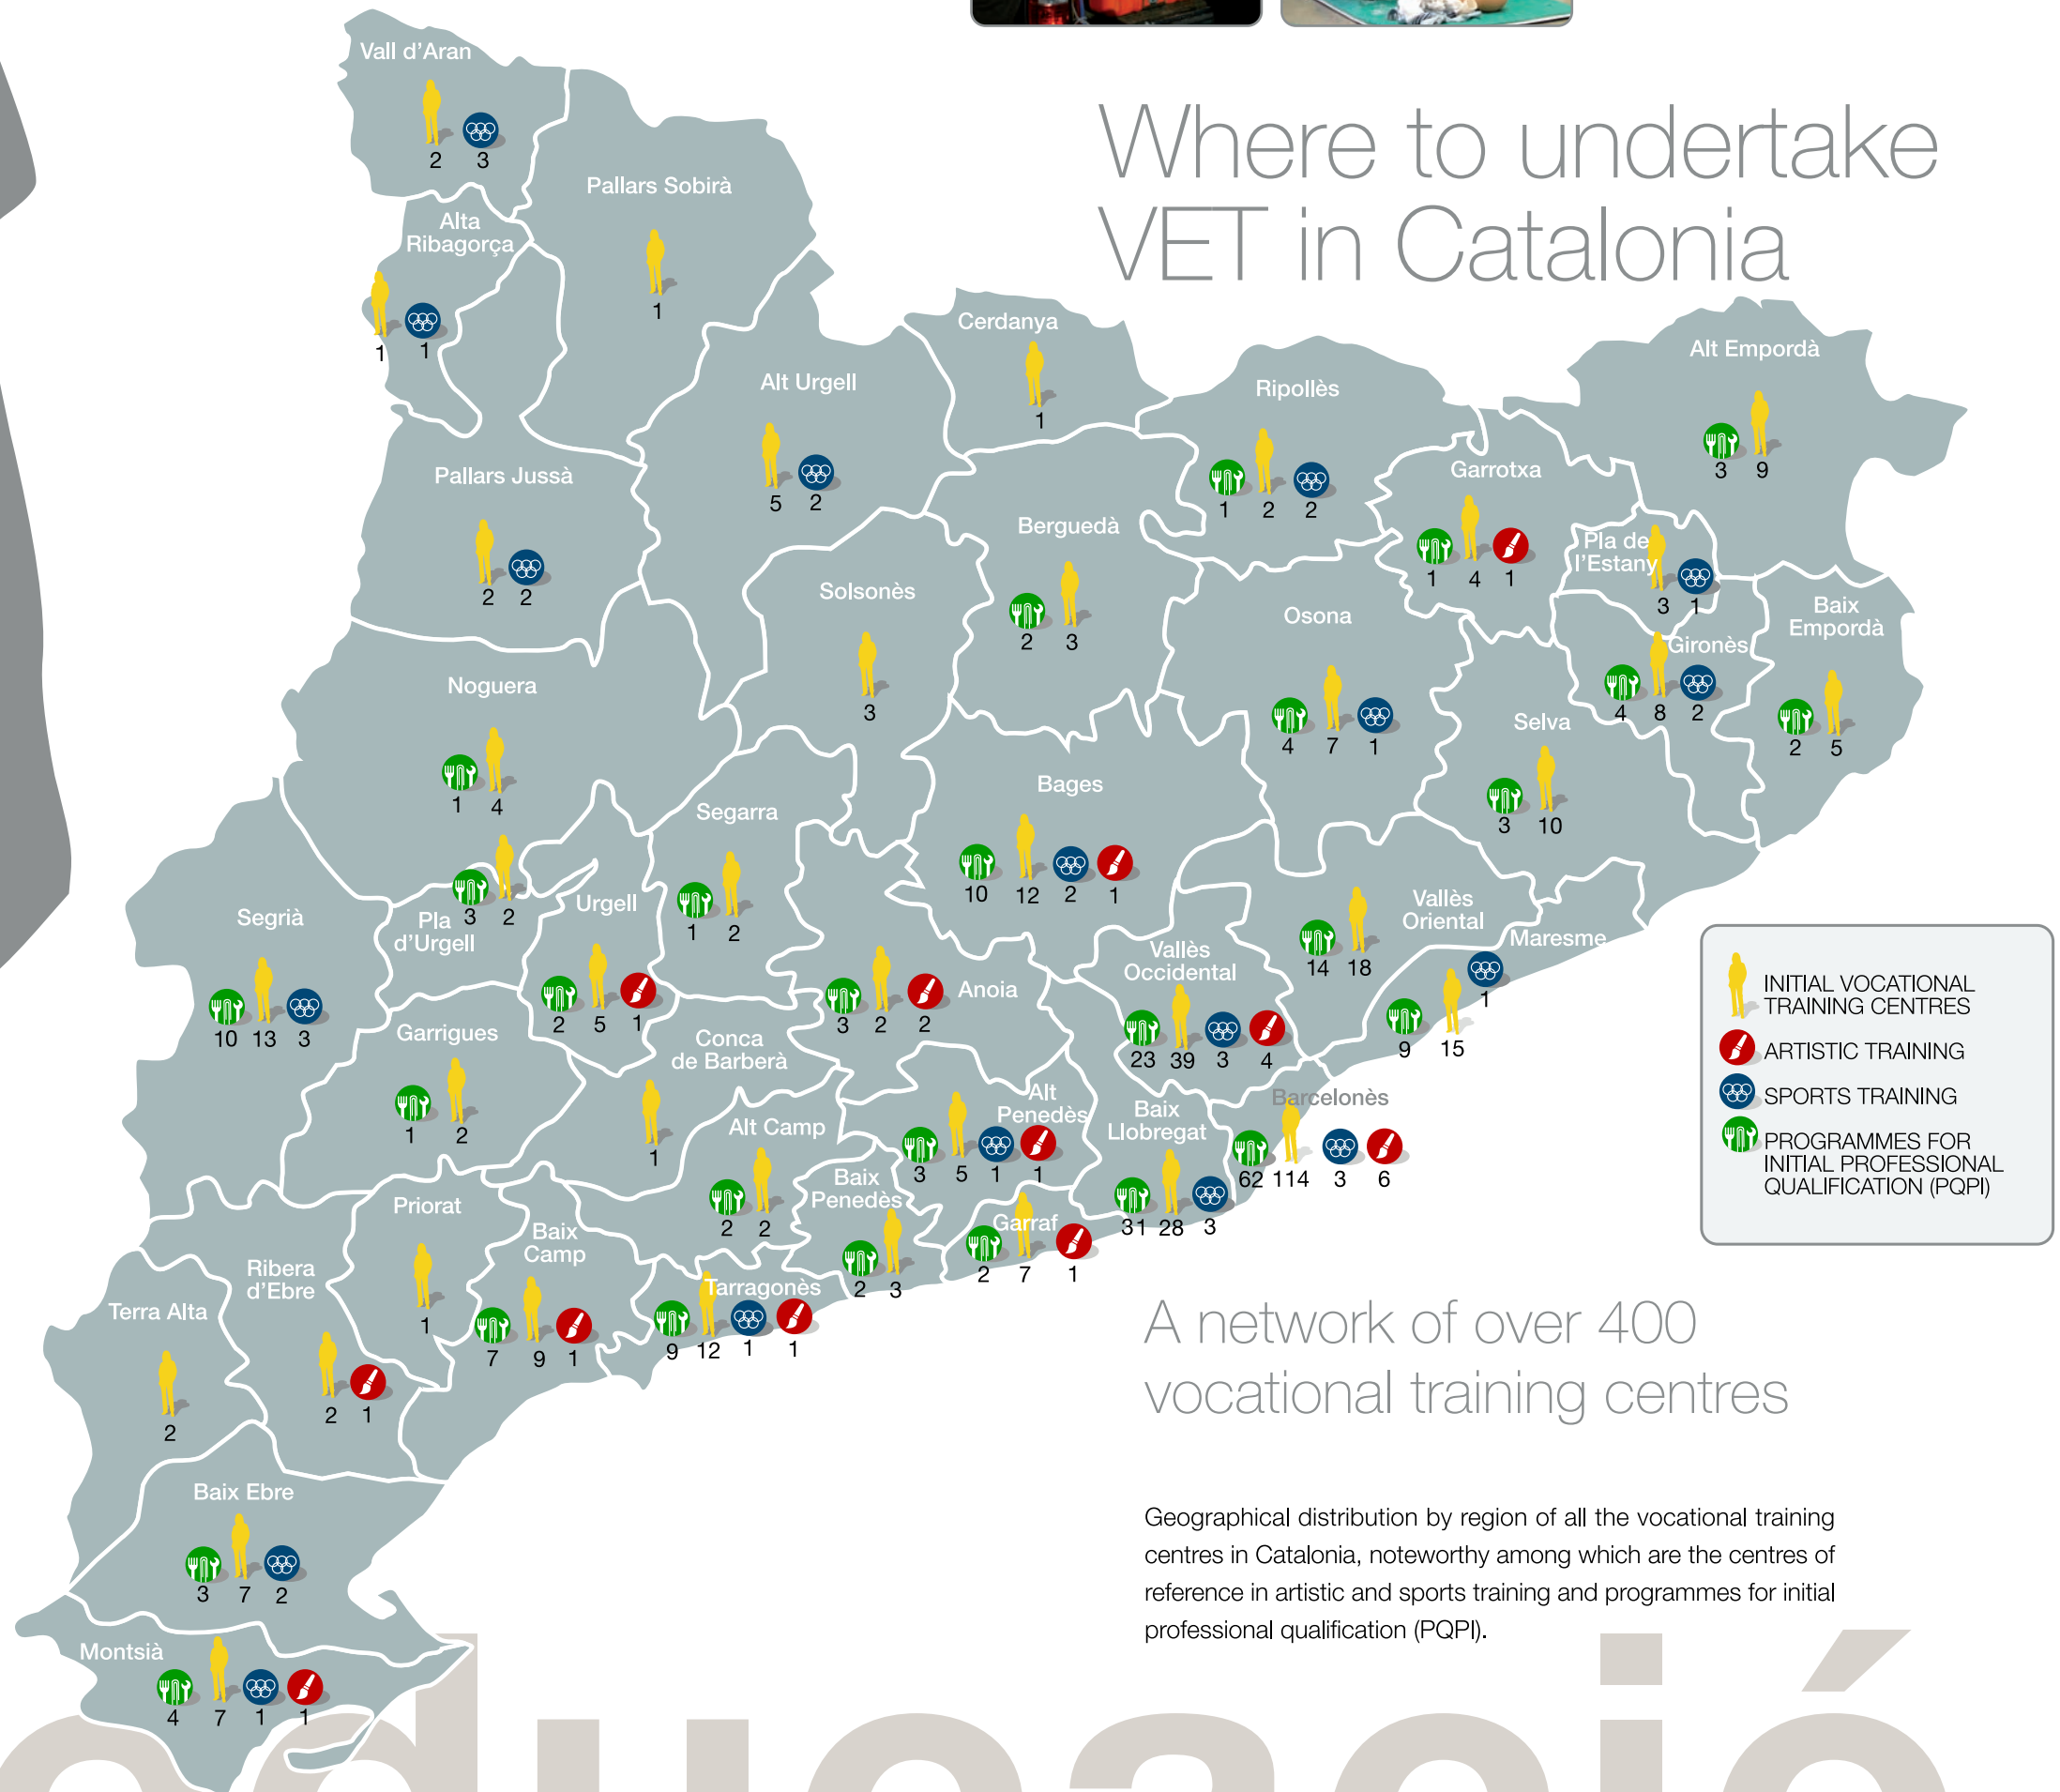 Where to undertake
VET in Catalonia
Vall d'Aran
2 3
Pallars Sobirà
1
Alta
Ribagorça
1 1
Cerdanya
1
Alt Urgell
5 2
Ripollès
1 2 2
Alt Empordà
3 9
Garrotxa
1 4 1
Pallars Jussà
2 2
Berguedà
2 3
Pla de
l'Estany
3 1
Solsonès
3
Osona
4 7 1
Baix
Empordà
2 5
Gironès
4 8 2
Noguera
1 4
Selva
3 10
Bages
10 12 2 1
Segarra
1 2
Segrià
10 13 3
Pla
d'Urgell
3 2
Urgell
2 5 1
Vallès
Oriental
14 18
Maresme
9 15 1
Vallès
Occidental
23 39 3 4
Anoia
3 2 2
Garrigues
1 2
Conca
de Barberà
1
Alt
Penedès
3 5 1 1
Baix
Llobregat
31 28 3
Barcelonès
62 114 3 6
Alt Camp
2 2
Baix
Penedès
2 3
Garraf
2 7 1
Priorat
1
Baix
Camp
7 9 1
Tarragonès
9 12 1 1
Ribera
d'Ebre
2 1
Terra Alta
2
Baix Ebre
3 7 2
Montsià
4 7 1 1
INITIAL VOCATIONAL
TRAINING CENTRES
ARTISTIC TRAINING
SPORTS TRAINING
PROGRAMMES FOR
INITIAL PROFESSIONAL
QUALIFICATION (PQPI)
A network of over 400
vocational training centres
Geographical distribution by region of all the vocational training
centres in Catalonia, noteworthy among which are the centres of
reference in artistic and sports training and programmes for initial
professional qualification (PQPI).
educació